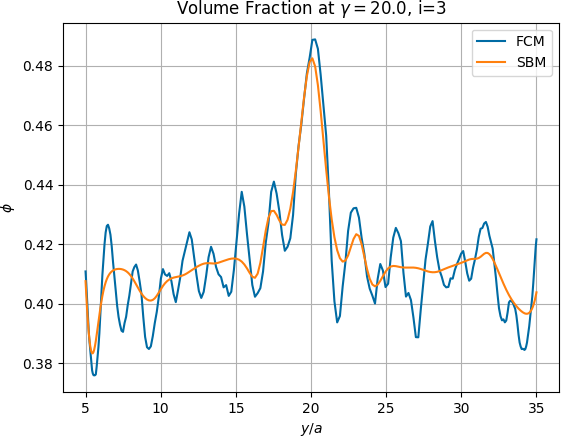 Volume Fraction at γ = 20.0, i=3
FCM
SBM
0.48
0.46
0.44
0.42
0.40
0.38
ϕ
5 10 15 20 25 30 35
y/a